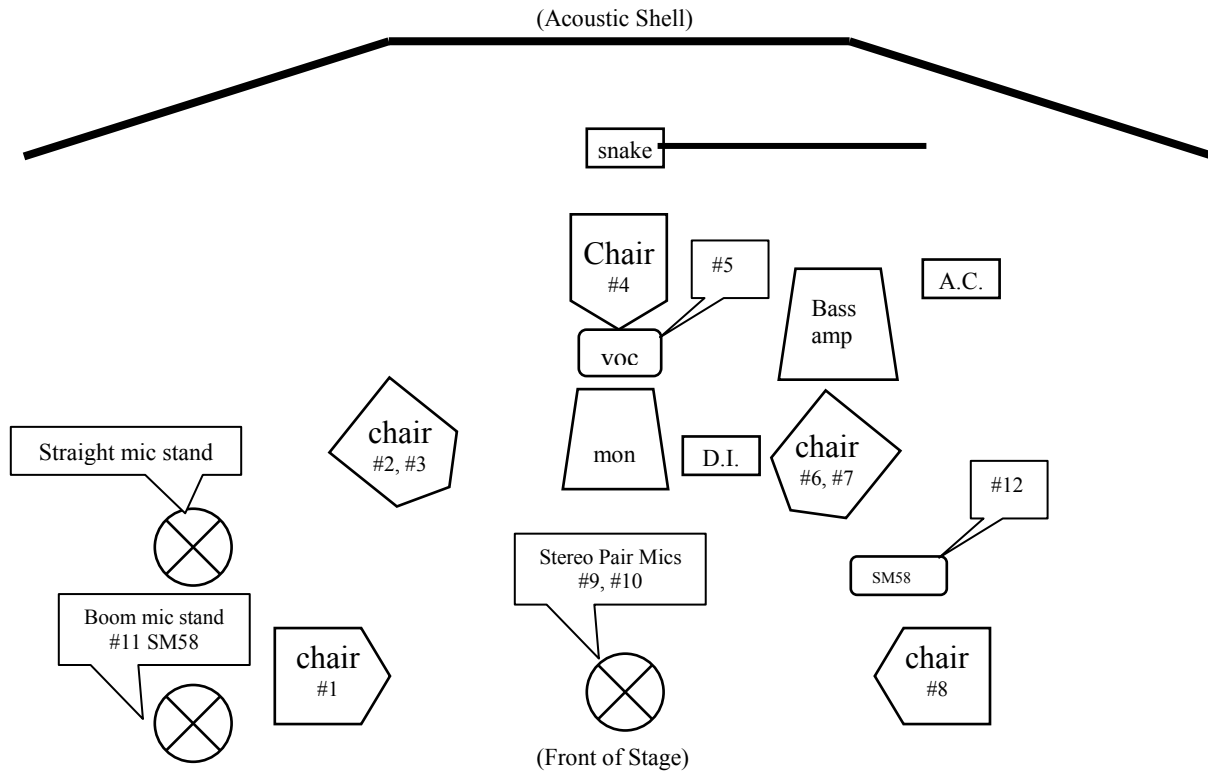 (Acoustic Shell)
snake
Chair
#4
#5
A.C.
Bass
amp
voc
chair
#2, #3
Straight mic stand
mon
D.I.
chair
#6, #7
#12
Stereo Pair Mics
#9, #10
SM58
Boom mic stand
#11 SM58
chair
#1
chair
#8
(Front of Stage)